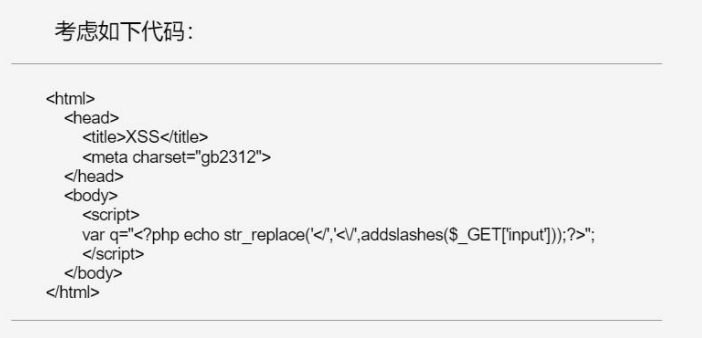 考虑如下代码：
<html>
<head>
<title>XSS</title>
<meta charset="gb2312">
</head>
<body>
<script>
var q="<?php echo str_replace('</','<\/',addslashes($_GET['input']));?>";
</script>
</body>
</html>